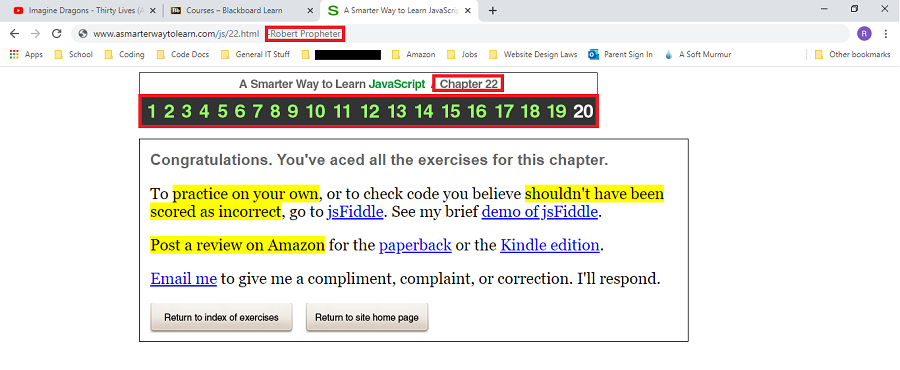 Imagine Dragons - Thirty Lives (A
Courses – Blackboard Learn
A Smarter Way to Learn JavaScrip
www.asmarterwaytolearn.com/js/22.html -Robert Propheter
R
Apps School Coding Code Docs General IT Stuff Amazon Jobs Website Design Laws Parent Sign In A Soft Murmur Other bookmarks
A Smarter Way to Learn JavaScript Chapter 22
1 2 3 4 5 6 7 8 9 10 11 12 13 14 15 16 17 18 19 20
Congratulations. You've aced all the exercises for this chapter.
To practice on your own, or to check code you believe shouldn't have been
scored as incorrect, go to jsFiddle. See my brief demo of jsFiddle.
Post a review on Amazon for the paperback or the Kindle edition.
Email me to give me a compliment, complaint, or correction. I'll respond.
Return to index of exercises Return to site home page